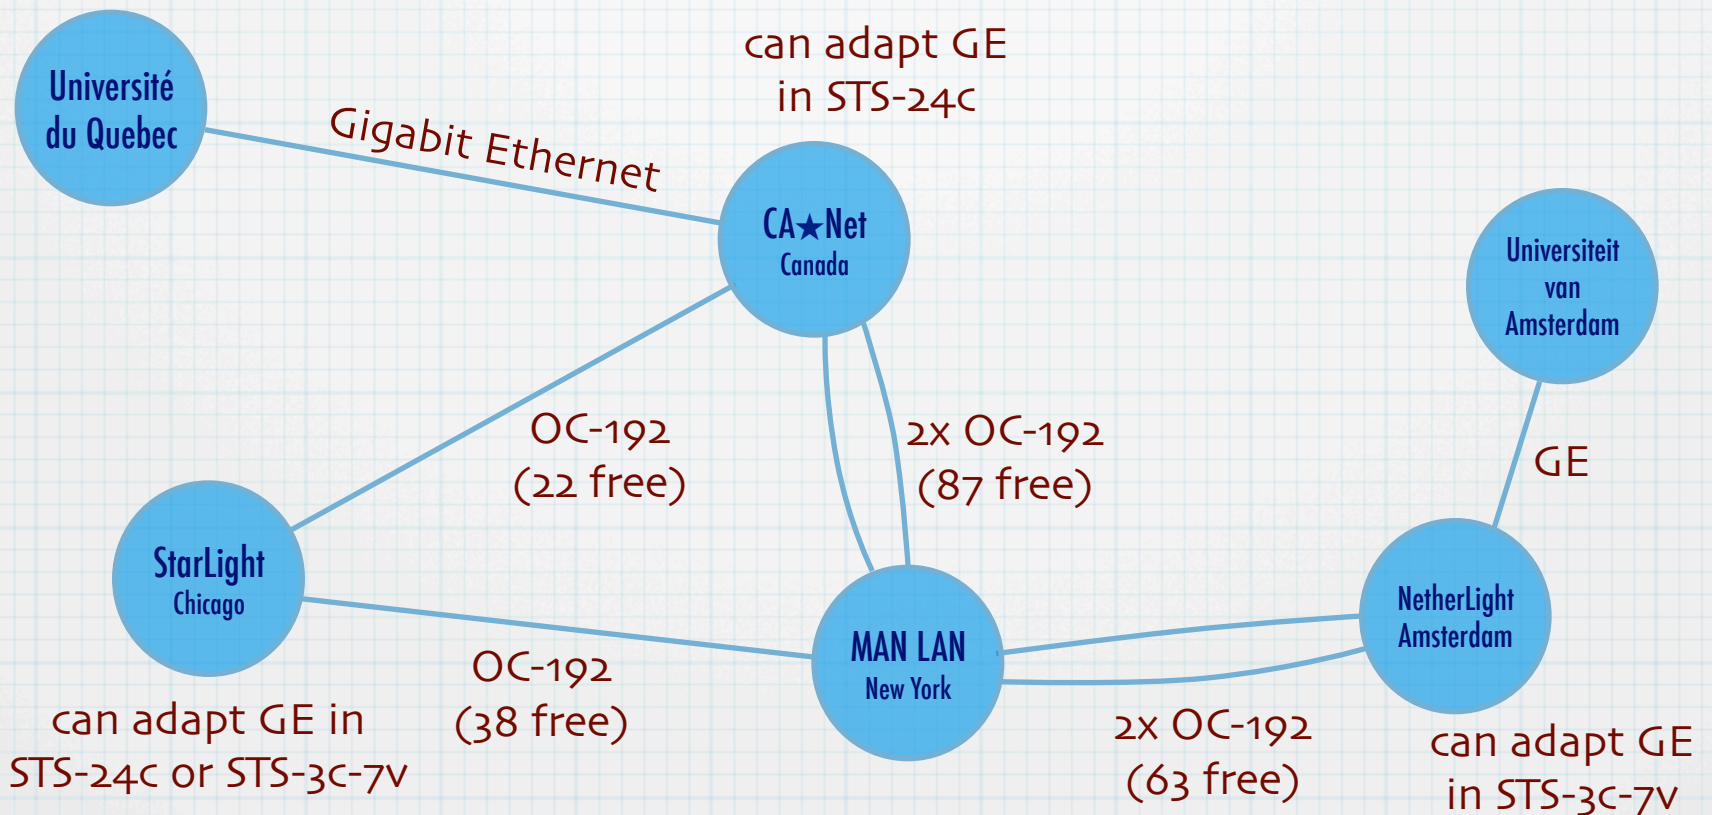 can adapt GE
in STS-24c
Université
du Quebec
Gigabit Ethernet
CA★Net
Canada
Universiteit
van
Amsterdam
OC-192
(22 free)
2x OC-192
(87 free)
GE
StarLight
Chicago
NetherLight
Amsterdam
MAN LAN
New York
OC-192
(38 free)
can adapt GE in
STS-24c or STS-3c-7v
2x OC-192
(63 free)
can adapt GE
in STS-3c-7v